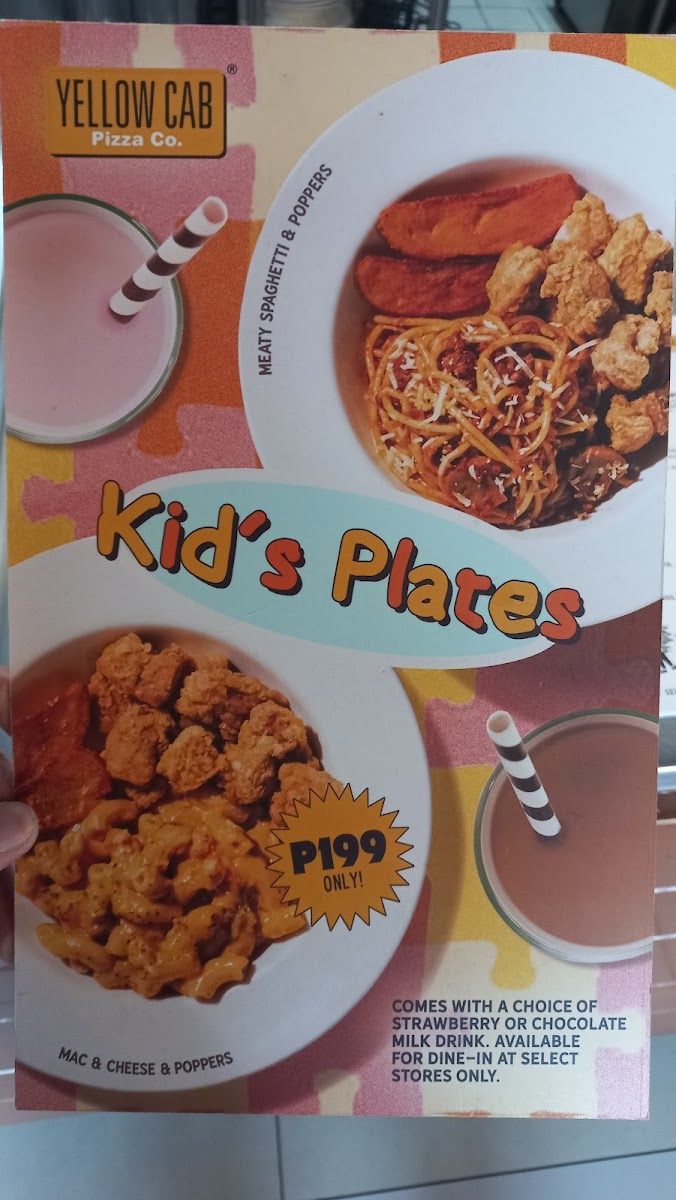 YELLOW CAB
®
Pizza Co.
MEATY SPAGHETTI & POPPERS
Kid's Plates
P199
ONLY!
MAC & CHEESE & POPPERS
COMES WITH A CHOICE OF
STRAWBERRY OR CHOCOLATE
MILK DRINK. AVAILABLE
FOR DINE-IN AT SELECT
STORES ONLY.